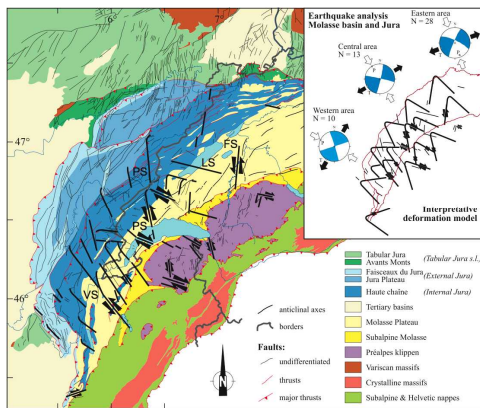 6°
7°
47°
46°
PS
FS
LS
PS
VS
Earthquake analysis
Molasse basin and Jura
Eastern area
N = 28
Central area
N = 13
Western area
N = 10
Interpretative
deformation model
Tabular Jura (Tabular Jura s.l.)
Avants Monts
Faisceaux du Jura (External Jura)
Jura Plateau
Haute chaîne (Internal Jura)
Tertiary basins
Molasse Plateau
Subalpine Molasse
Préalpes klippen
Variscan massifs
Crystalline massifs
Subalpine & Helvetic nappes
anticlinal axes
borders
Faults:
undifferentiated
thrusts
major thrusts
N